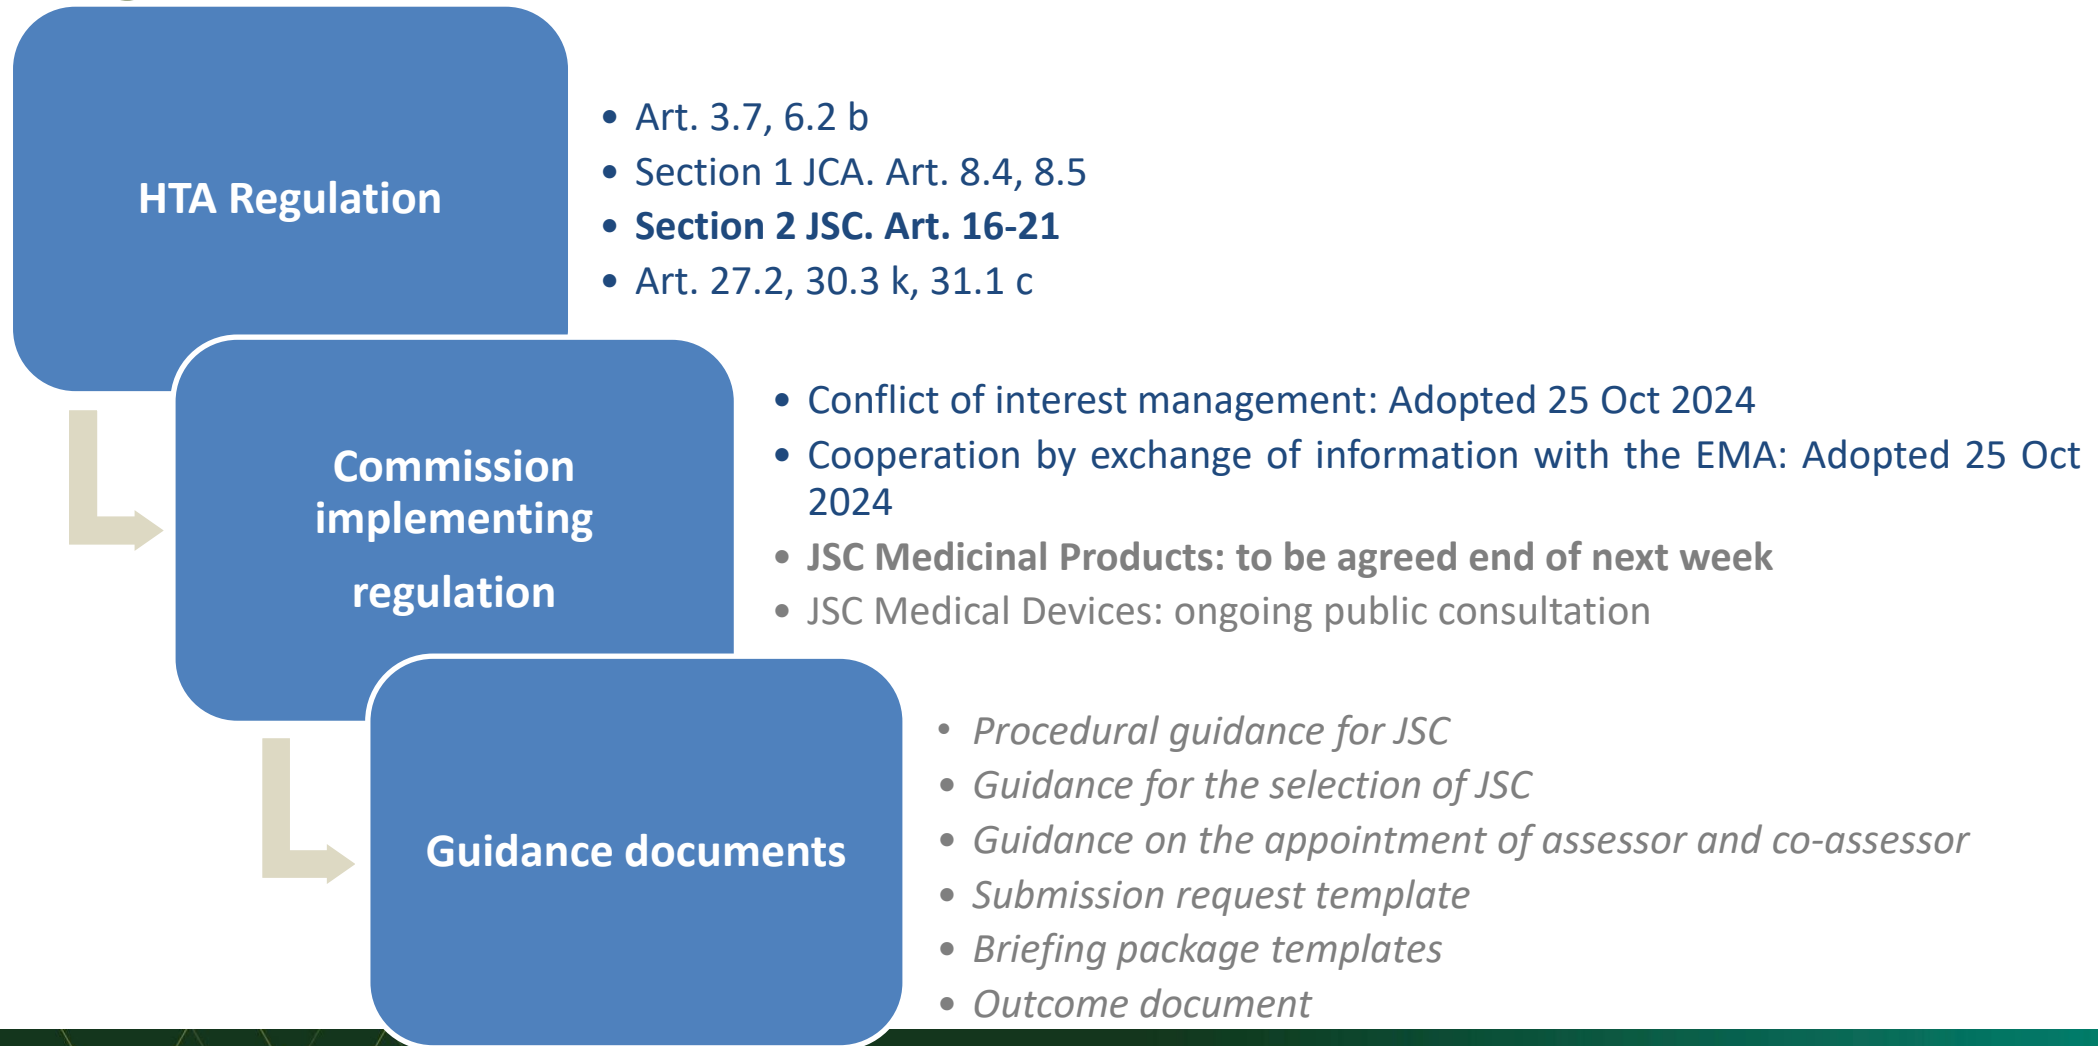 HTA Regulation
• Art. 3.7, 6.2 b
• Section 1 JCA. Art. 8.4, 8.5
• Section 2 JSC. Art. 16-21
• Art. 27.2, 30.3 k, 31.1 c
Commission
implementing
regulation
• Conflict of interest management: Adopted 25 Oct 2024
• Cooperation by exchange of information with the EMA: Adopted 25 Oct
2024
• JSC Medicinal Products: to be agreed end of next week
• JSC Medical Devices: ongoing public consultation
Guidance documents
• Procedural guidance for JSC
• Guidance for the selection of JSC
• Guidance on the appointment of assessor and co-assessor
• Submission request template
• Briefing package templates
• Outcome document